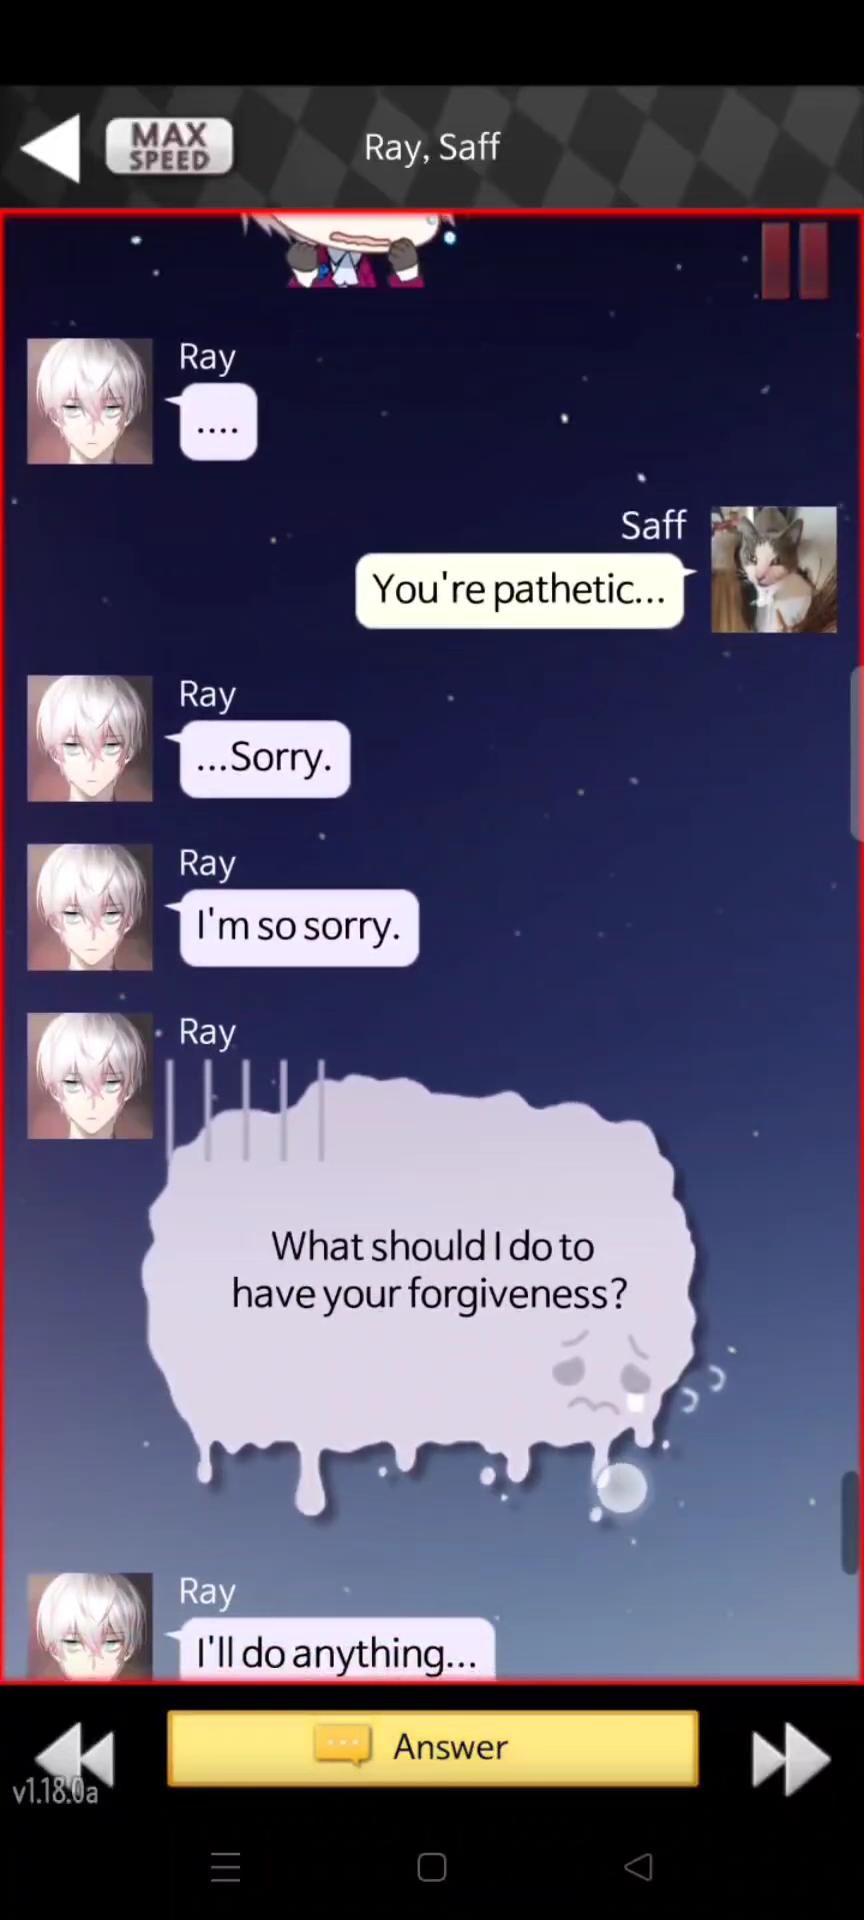 MAX
SPEED
Ray, Saff
Ray
....
Saff
You're pathetic...
Ray
...Sorry.
Ray
I'm so sorry.
Ray
What should I do to
have your forgiveness?
Ray
I'll do anything...
Answer
v1.18.0a